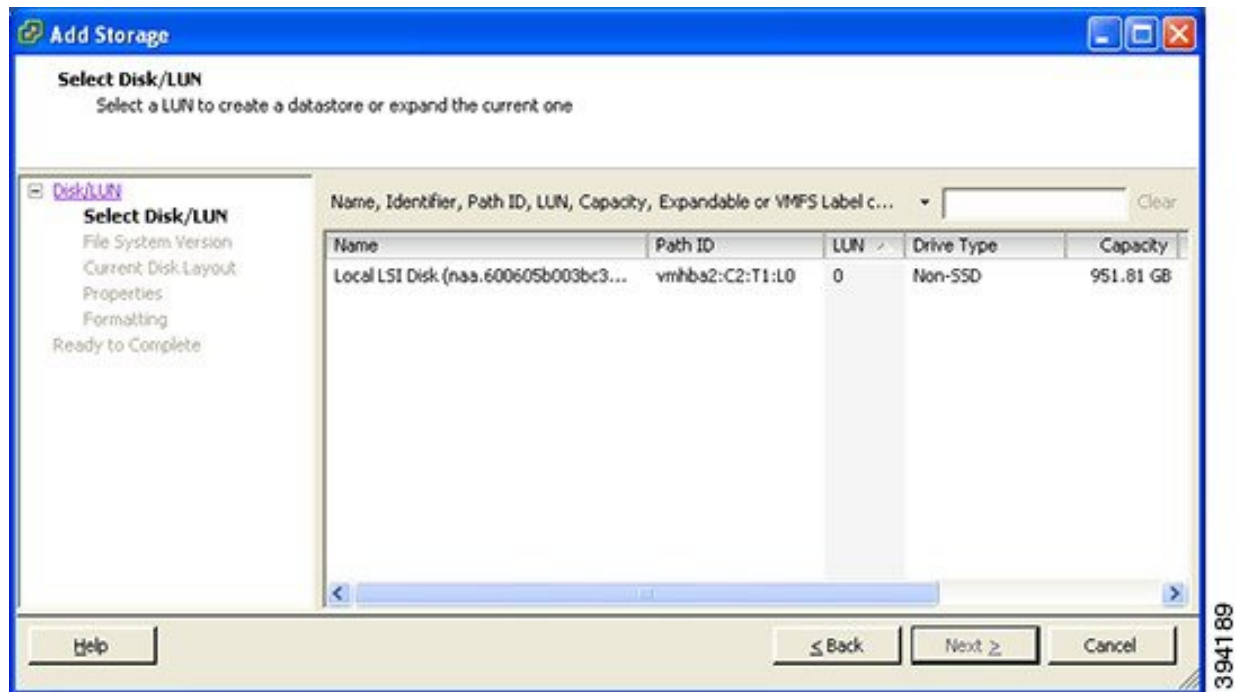 Add Storage
Select Disk/LUN
Select a LUN to create a datastore or expand the current one
Disk/LUN
Select Disk/LUN
File System Version
Current Disk Layout
Properties
Formatting
Ready to Complete
Name, Identifier, Path ID, LUN, Capacity, Expandable or VMFS Label c... Clear
Name Path ID LUN Drive Type Capacity
Local LSI Disk (naa.600605b003bc3... vmhba2:C2:T1:L0 0 Non-SSD 951.81 GB
Help ≤ Back Next ≥ Cancel
394189